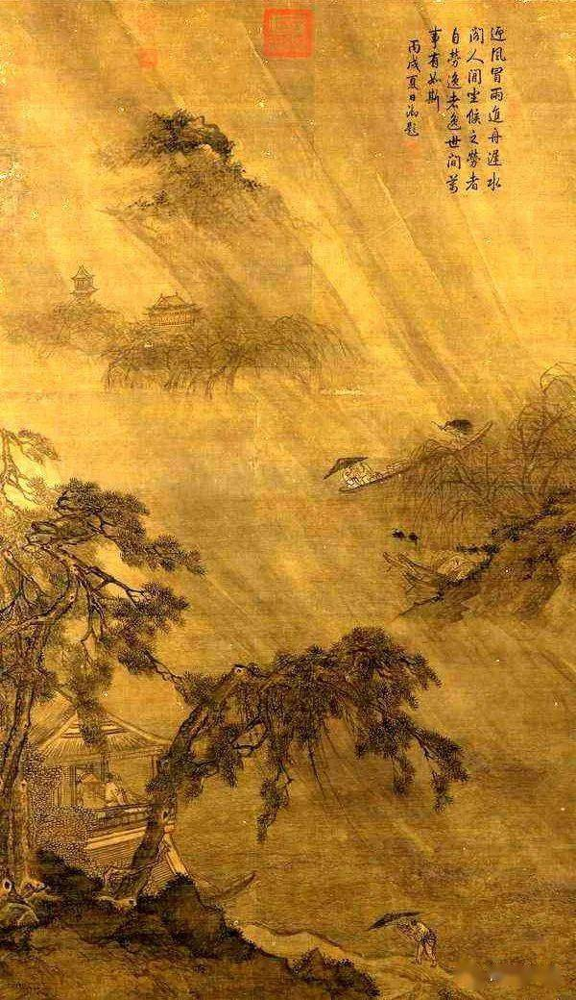 迎風冒雨進舟遲水
閣人閒坐候之勞者
自勞逸者逸世間萬
事有如斯
丙戌夏日御題